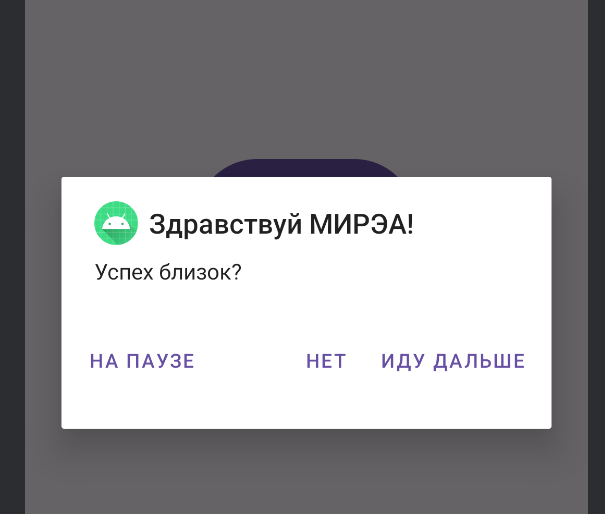 Здравствуй МИРЭА!
Успех близок?
НА ПАУЗЕ НЕТ ИДУ ДАЛЬШЕ